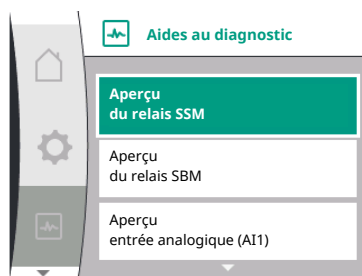 Aides au diagnostic
Aperçu
du relais SSM
Aperçu
du relais SBM
Aperçu
entrée analogique (AI1)